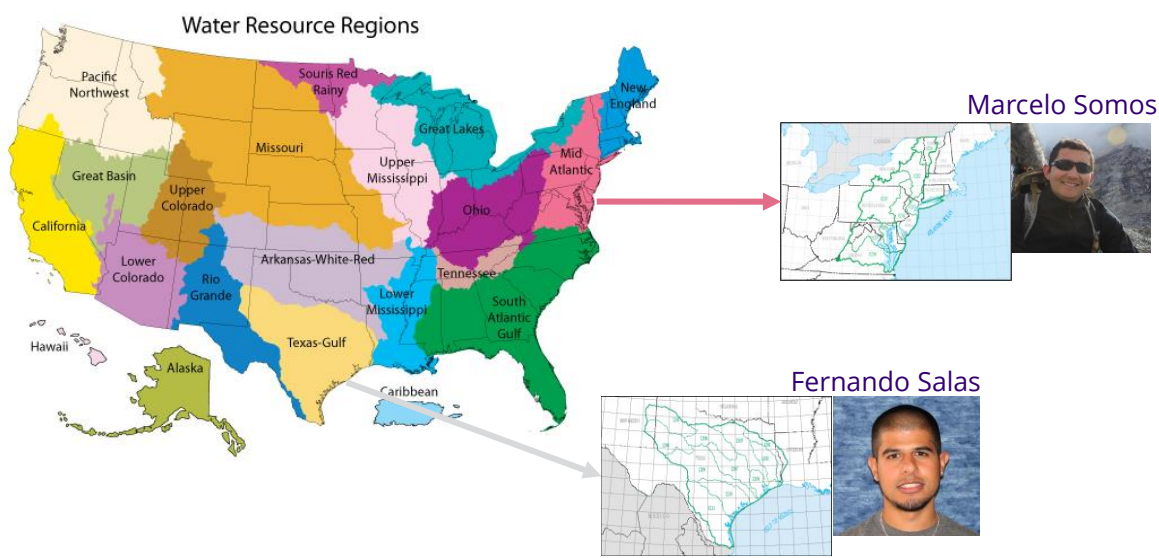 Water Resource Regions
Pacific
Northwest
Souris Red
Rainy
New
England
Great Lakes
Missouri
Upper
Mississippi
Mid
Atlantic
Great Basin
Upper
Colorado
Ohio
California
Lower
Colorado
Arkansas-White-Red
Tennessee
Rio
Grande
Lower
Mississippi
South
Atlantic
Gulf
Texas-Gulf
Hawaii
Alaska
Caribbean
Marcelo Somos
Fernando Salas